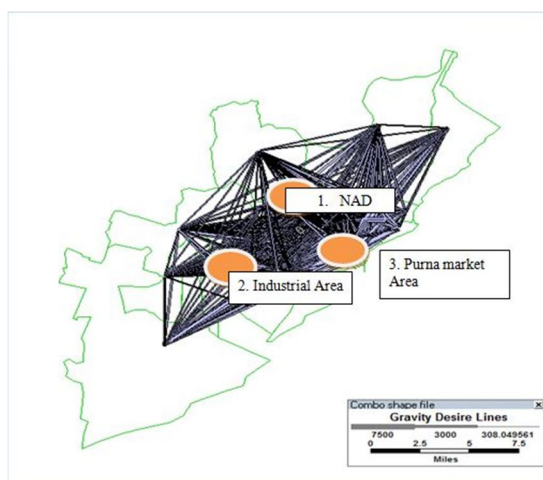 1. NAD
2. Industrial Area
3. Purna market
Area
Combo shape file
Gravity Desire Lines
7500 3000 308.049561
0 2.5 5 7.5
Miles